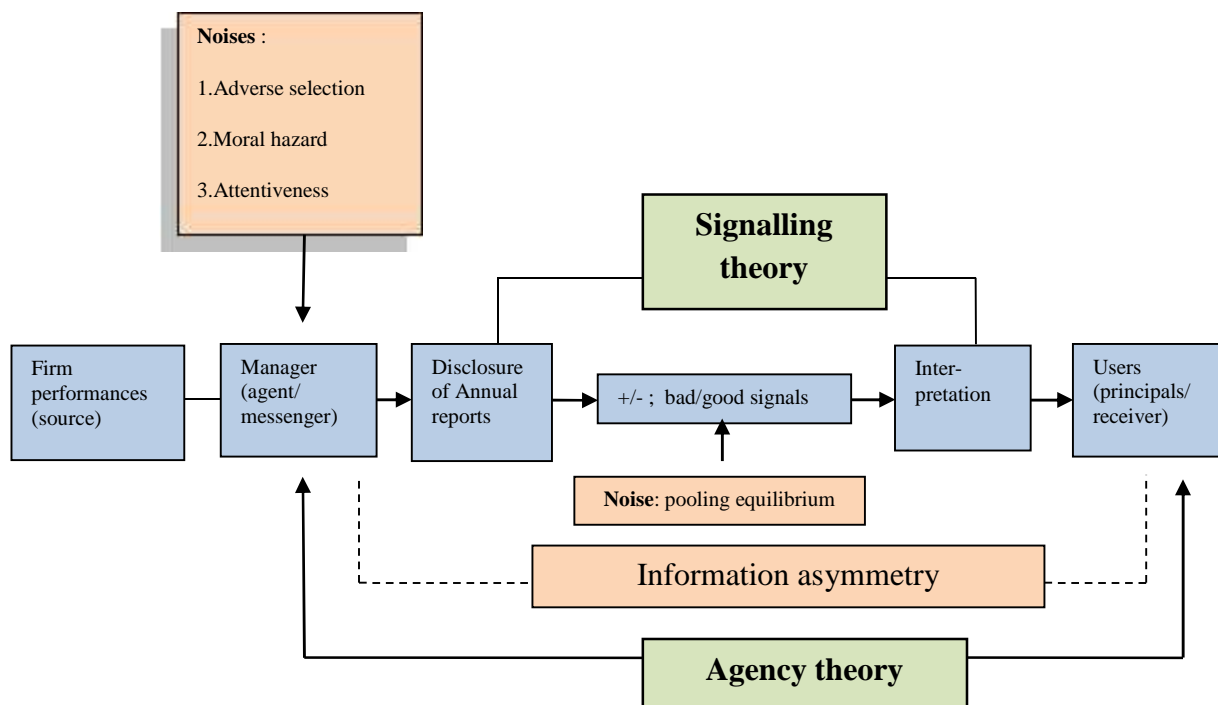 Noises :
1.Adverse selection
2.Moral hazard
3.Attentiveness
Signalling
theory
Firm
performances
(source)
Manager
(agent/
messenger)
Disclosure
of Annual
reports
+/- ; bad/good signals
Inter-
pretation
Users
(principals/
receiver)
Noise: pooling equilibrium
Information asymmetry
Agency theory